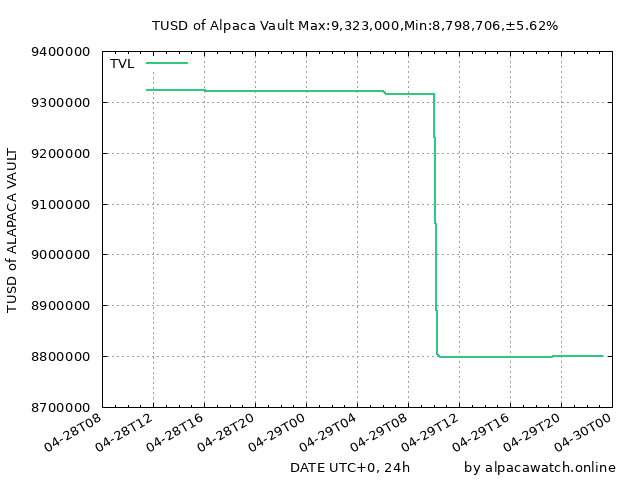 TUSD of Alpaca Vault Max:9,323,000,Min:8,798,706,±5.62%
TVL
TUSD of ALAPACA VAULT
9400000
9300000
9200000
9100000
9000000
8900000
8800000
8700000
04-28T08
04-28T12
04-28T16
04-28T20
04-29T00
04-29T04
04-29T08
04-29T12
04-29T16
04-29T20
04-30T00
DATE UTC+0, 24h
by alpacawatch.online